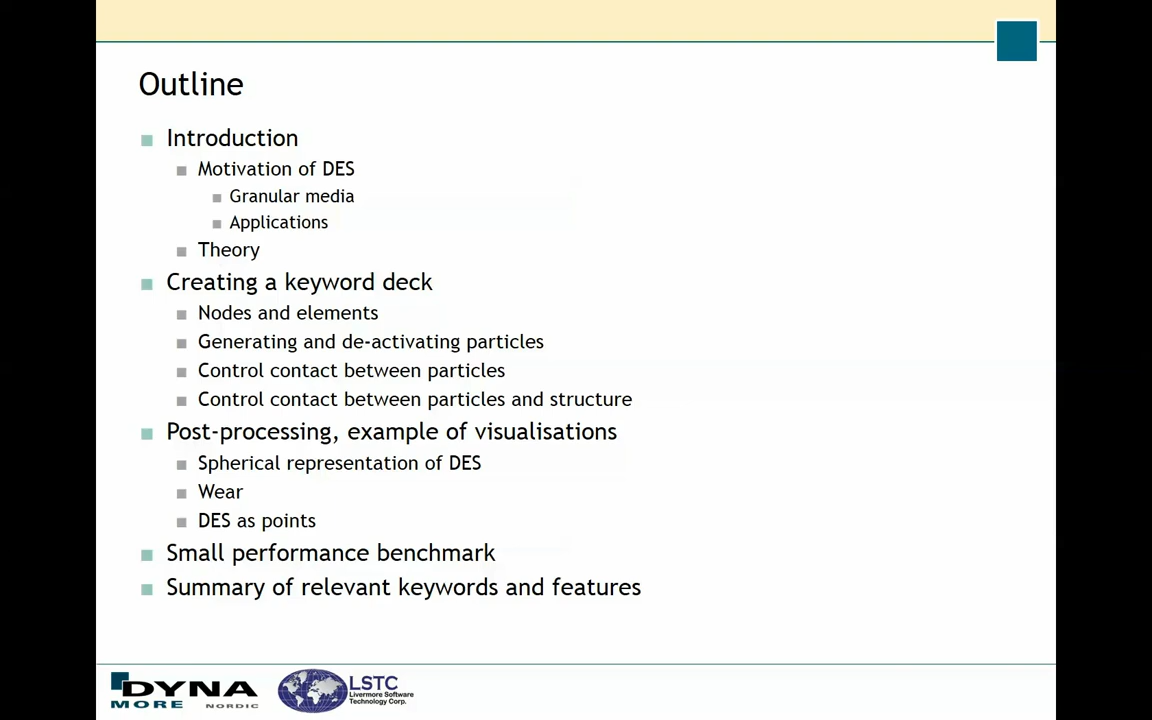 Outline
Introduction
Motivation of DES
Granular media
Applications
Theory
Creating a keyword deck
Nodes and elements
Generating and de-activating particles
Control contact between particles
Control contact between particles and structure
Post-processing, example of visualisations
Spherical representation of DES
Wear
DES as points
Small performance benchmark
Summary of relevant keywords and features
DYNA
MORE NORDIC
LSTC
Livermore Software
Technology Corp.